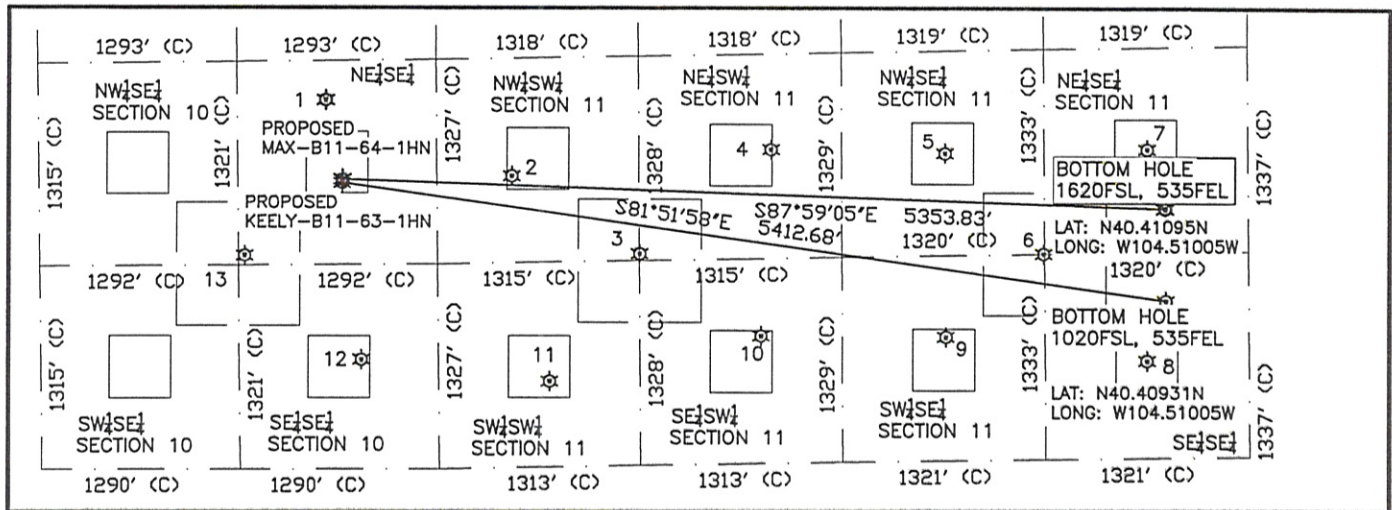 1293' (C)
1293' (C)
1318' (C)
1318' (C)
1319' (C)
1319' (C)
NW¼SE¼
SECTION 10
NE¼SE¼
NW¼SW¼
SECTION 11
NE¼SW¼
SECTION 11
NW¼SE¼
SECTION 11
NE¼SE¼
SECTION 11
1315' (C)
1321' (C)
1327' (C)
1328' (C)
1329' (C)
1333' (C)
1337' (C)
1
PROPOSED
MAX-B11-64-1HN
2
4
5
7
BOTTOM HOLE
1620FSL, 535FEL
PROPOSED
KEELY-B11-63-1HN
S81°51'58"E
S87°59'05"E
5353.83'
5412.68'
LAT: N40.41095N
LONG: W104.51005W
13
3
6
1292' (C)
1292' (C)
1315' (C)
1315' (C)
1320' (C)
1320' (C)
BOTTOM HOLE
1020FSL, 535FEL
1315' (C)
1321' (C)
1327' (C)
1328' (C)
1329' (C)
1333' (C)
1337' (C)
12
11
10
9
8
LAT: N40.40931N
LONG: W104.51005W
SW¼SE¼
SECTION 10
SE¼SE¼
SECTION 10
SW¼SW¼
SECTION 11
SE¼SW¼
SECTION 11
SW¼SE¼
SECTION 11
SE¼SE¼
1290' (C)
1290' (C)
1313' (C)
1313' (C)
1321' (C)
1321' (C)